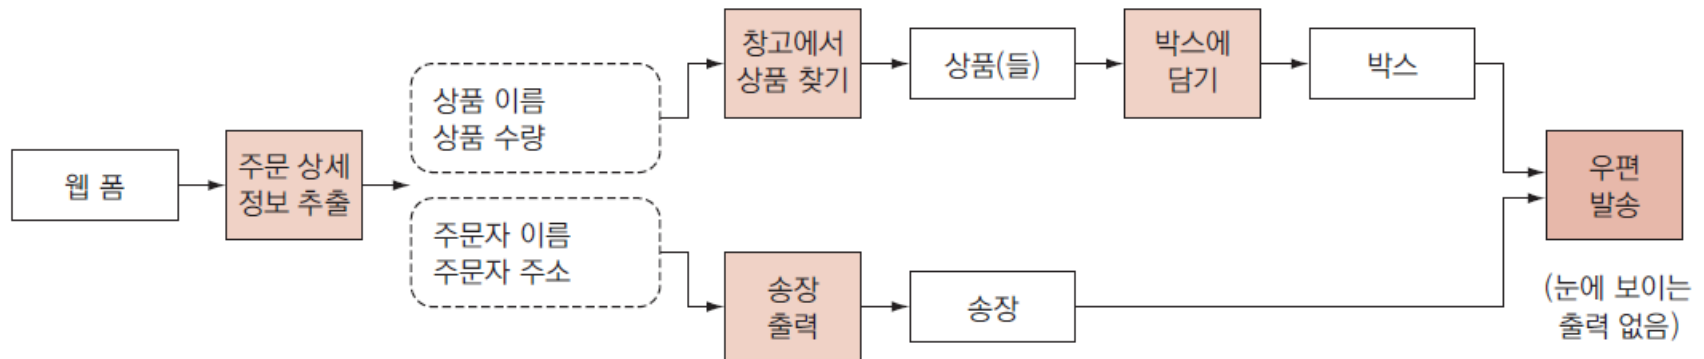 웹 폼
주문 상세
정보 추출
상품 이름
상품 수량
주문자 이름
주문자 주소
창고에서
상품 찾기
상품(들)
박스에
담기
박스
송장
출력
송장
우편
발송
(눈에 보이는
출력 없음)